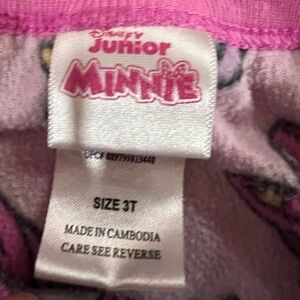 Disney
Junior
MINNIE
SIZE 3T
MADE IN CAMBODIA
CARE SEE REVERSE